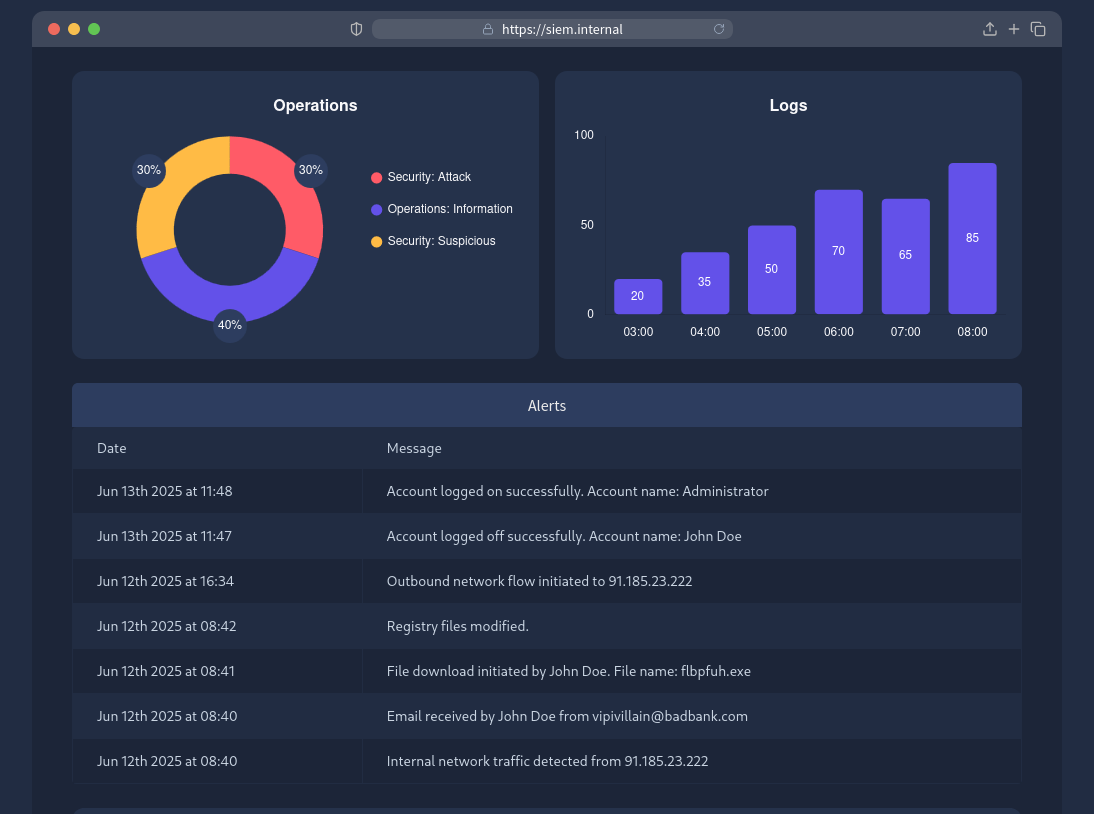 https://siem.internal
Operations
30%
30%
40%
Security: Attack
Operations: Information
Security: Suspicious
Logs
100
50
0
20
35
50
70
65
85
03:00 04:00 05:00 06:00 07:00 08:00
Alerts
Date Message
Jun 13th 2025 at 11:48 Account logged on successfully. Account name: Administrator
Jun 13th 2025 at 11:47 Account logged off successfully. Account name: John Doe
Jun 12th 2025 at 16:34 Outbound network flow initiated to 91.185.23.222
Jun 12th 2025 at 08:42 Registry files modified.
Jun 12th 2025 at 08:41 File download initiated by John Doe. File name: flbpfuh.exe
Jun 12th 2025 at 08:40 Email received by John Doe from vipivillain@badbank.com
Jun 12th 2025 at 08:40 Internal network traffic detected from 91.185.23.222